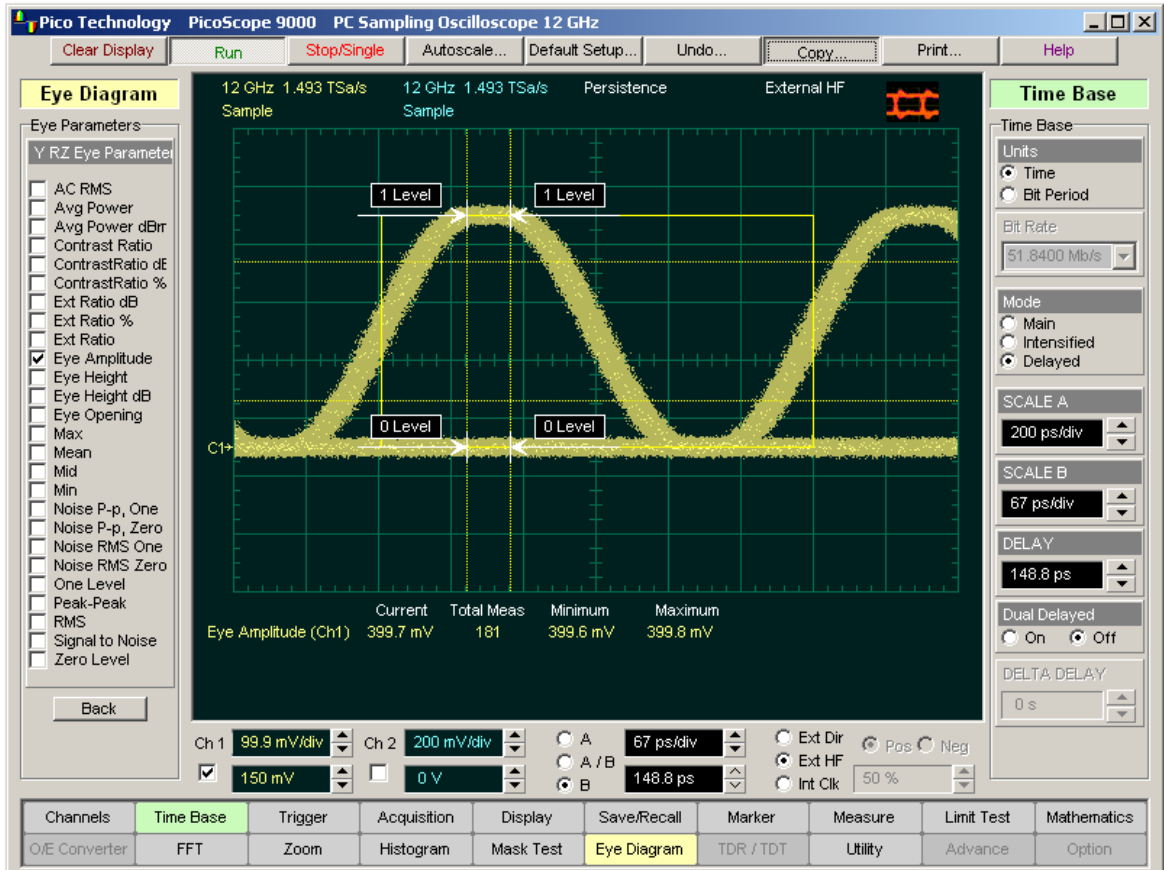 Pico Technology PicoScope 9000 PC Sampling Oscilloscope 12 GHz
Clear Display Run Stop/Single Autoscale... Default Setup... Undo... Copy... Print... Help
Eye Diagram
Eye Parameters
Y RZ Eye Parameter
AC RMS
Avg Power
Avg Power dBm
Contrast Ratio
ContrastRatio dB
ContrastRatio %
Ext Ratio dB
Ext Ratio %
Ext Ratio
Eye Amplitude
Eye Height
Eye Height dB
Eye Opening
Max
Mean
Mid
Min
Noise P-p, One
Noise P-p, Zero
Noise RMS One
Noise RMS Zero
One Level
Peak-Peak
RMS
Signal to Noise
Zero Level
Back
12 GHz 1.493 TSa/s 12 GHz 1.493 TSa/s Persistence External HF
Sample Sample
1 Level 1 Level
0 Level 0 Level
C1
Current Total Meas Minimum Maximum
Eye Amplitude (Ch1) 399.7 mV 181 399.6 mV 399.8 mV
Time Base
Time Base
Units
Time
Bit Period
Bit Rate
51.8400 Mb/s
Mode
Main
Intensified
Delayed
SCALE A
200 ps/div
SCALE B
67 ps/div
DELAY
148.8 ps
Dual Delayed
On Off
DELTA DELAY
0 s
Ch 1 99.9 mV/div Ch 2 200 mV/div A 67 ps/div Ext Dir Pos Neg
A / B Ext HF
150 mV 0 V B 148.8 ps Int Clk 50 %
Channels Time Base Trigger Acquisition Display Save/Recall Marker Measure Limit Test Mathematics
O/E Converter FFT Zoom Histogram Mask Test Eye Diagram TDR / TDT Utility Advance Option